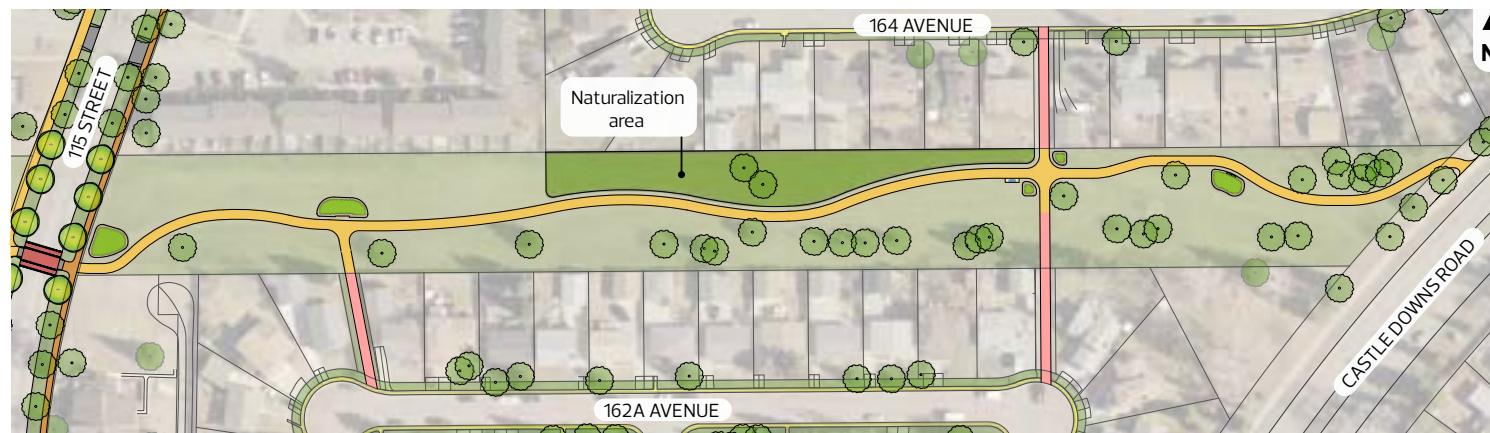 164 AVENUE
N
115 STREET
Naturalization
area
CASTLE DOWNS ROAD
162A AVENUE